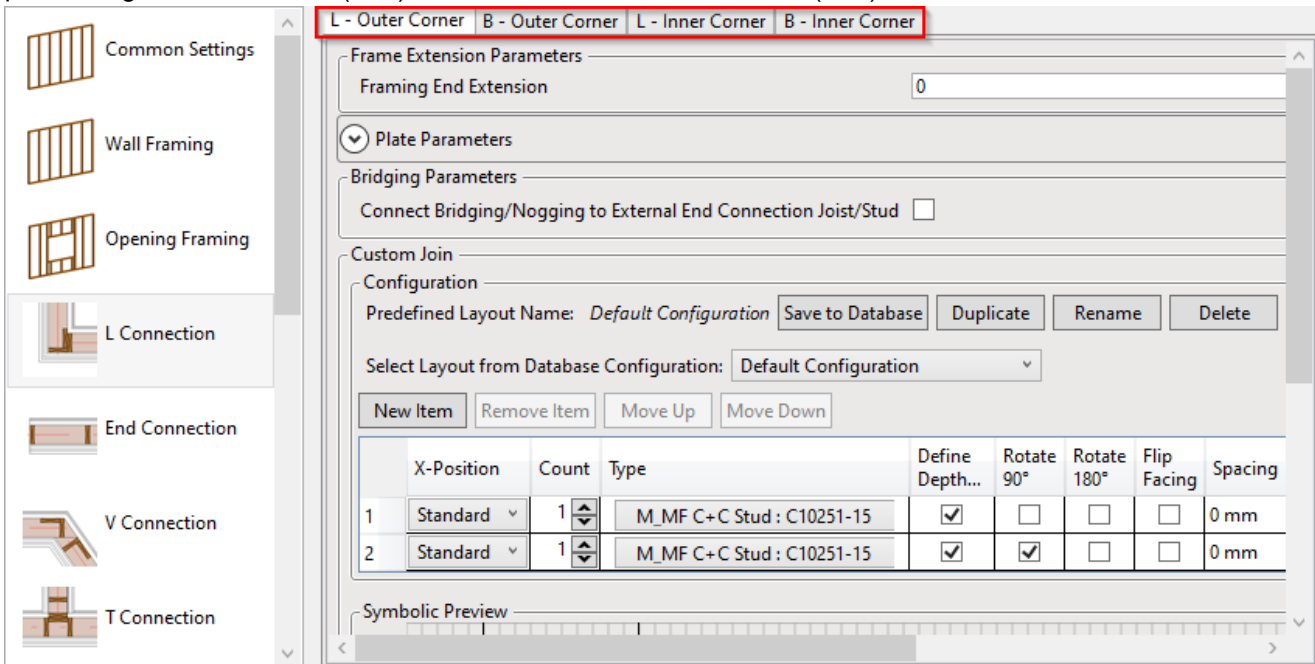 L - Outer Corner B - Outer Corner L - Inner Corner B - Inner Corner
Common Settings
Wall Framing
Opening Framing
L Connection
End Connection
V Connection
T Connection
Frame Extension Parameters
Framing End Extension 0
Plate Parameters
Bridging Parameters
Connect Bridging/Nogging to External End Connection Joist/Stud
Custom Join
Configuration
Predefined Layout Name: Default Configuration Save to Database Duplicate Rename Delete
Select Layout from Database Configuration: Default Configuration
New Item Remove Item Move Up Move Down
X-Position Count Type Define Depth... Rotate 90° Rotate 180° Flip Facing Spacing
1 Standard 1 M_MF C+C Stud : C10251-15 0 mm
2 Standard 1 M_MF C+C Stud : C10251-15 0 mm
Symbolic Preview